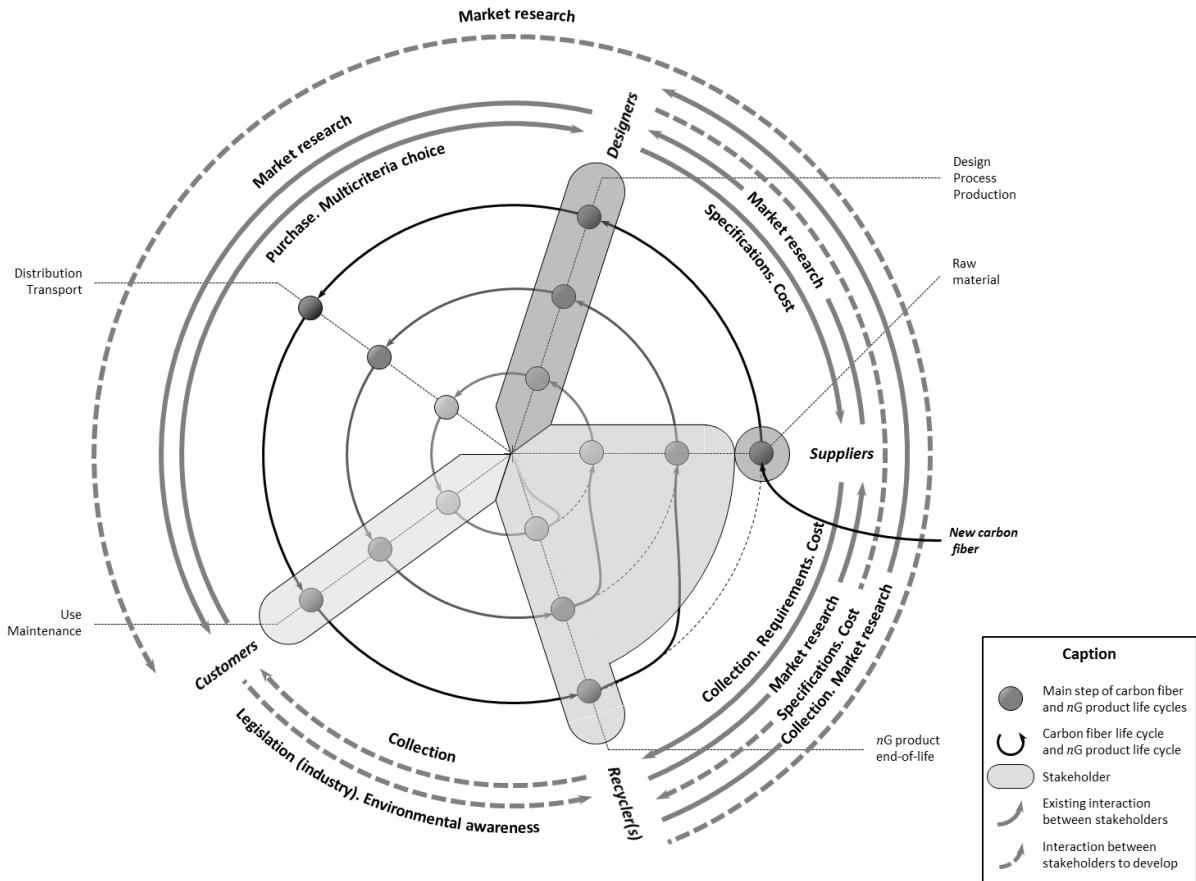 Market research
Market research
Purchase. Multicriteria choice
Designers
Market research
Specifications. Cost
Design
Process
Production
Raw
material
Distribution
Transport
Suppliers
New carbon
fiber
Use
Maintenance
Customers
Collection. Requirements. Cost
Market research
Specifications. Cost
Collection. Market research
Collection
Legislation (industry). Environmental awareness
Recycler(s)
nG product
end-of-life
Caption
Main step of carbon fiber
and nG product life cycles
Carbon fiber life cycle
and nG product life cycle
Stakeholder
Existing interaction
between stakeholders
Interaction between
stakeholders to develop